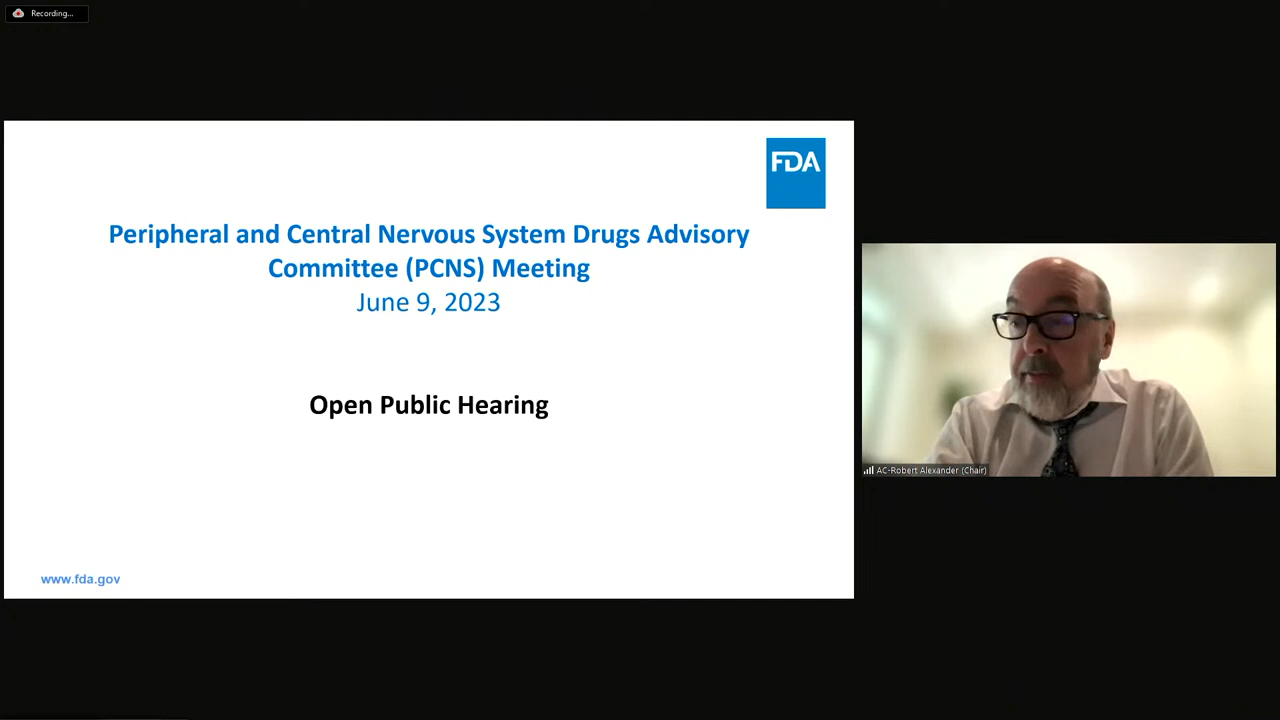 Recording...
FDA
Peripheral and Central Nervous System Drugs Advisory
Committee (PCNS) Meeting
June 9, 2023
Open Public Hearing
www.fda.gov
AC-Robert Alexander (Chair)